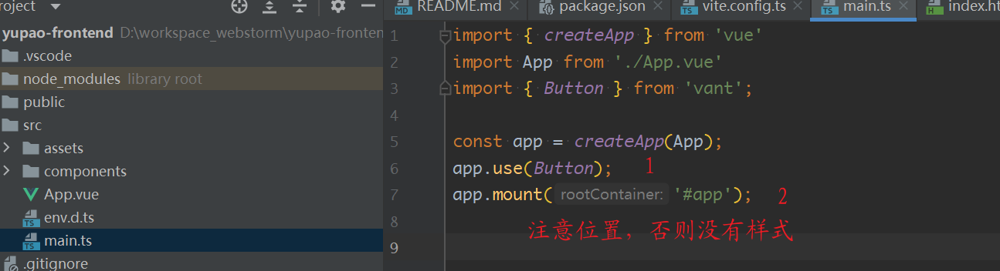 roject
README.md
package.json
vite.config.ts
main.ts
index.ht
yupao-frontend D:\workspace_webstorm\yupao-fronten
.vscode
node_modules library root
public
src
assets
components
App.vue
env.d.ts
main.ts
.gitignore
1 import { createApp } from 'vue'
2 import App from './App.vue'
3 import { Button } from 'vant';
4
5 const app = createApp(App);
6 app.use(Button); 1
7 app.mount( rootContainer: '#app'); 2
8 注意位置，否则没有样式
9